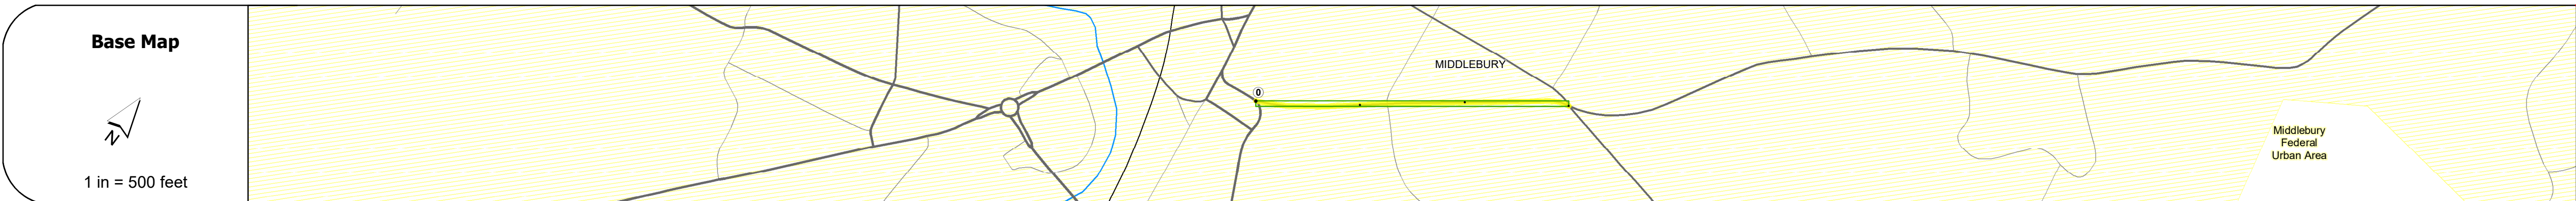 Base Map
N
1 in = 500 feet
0
MIDDLEBURY
Middlebury
Federal
Urban Area